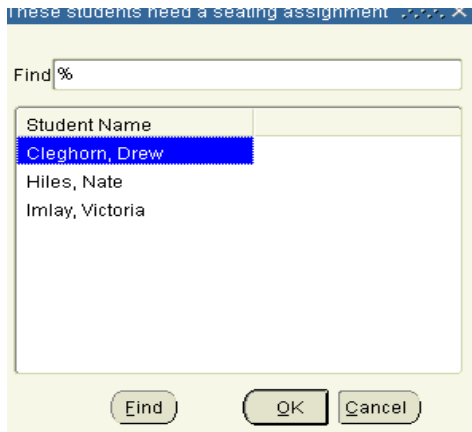 These students need a seating assignment
Find %
Student Name
Cleghorn, Drew
Hiles, Nate
Imlay, Victoria
Find OK Cancel